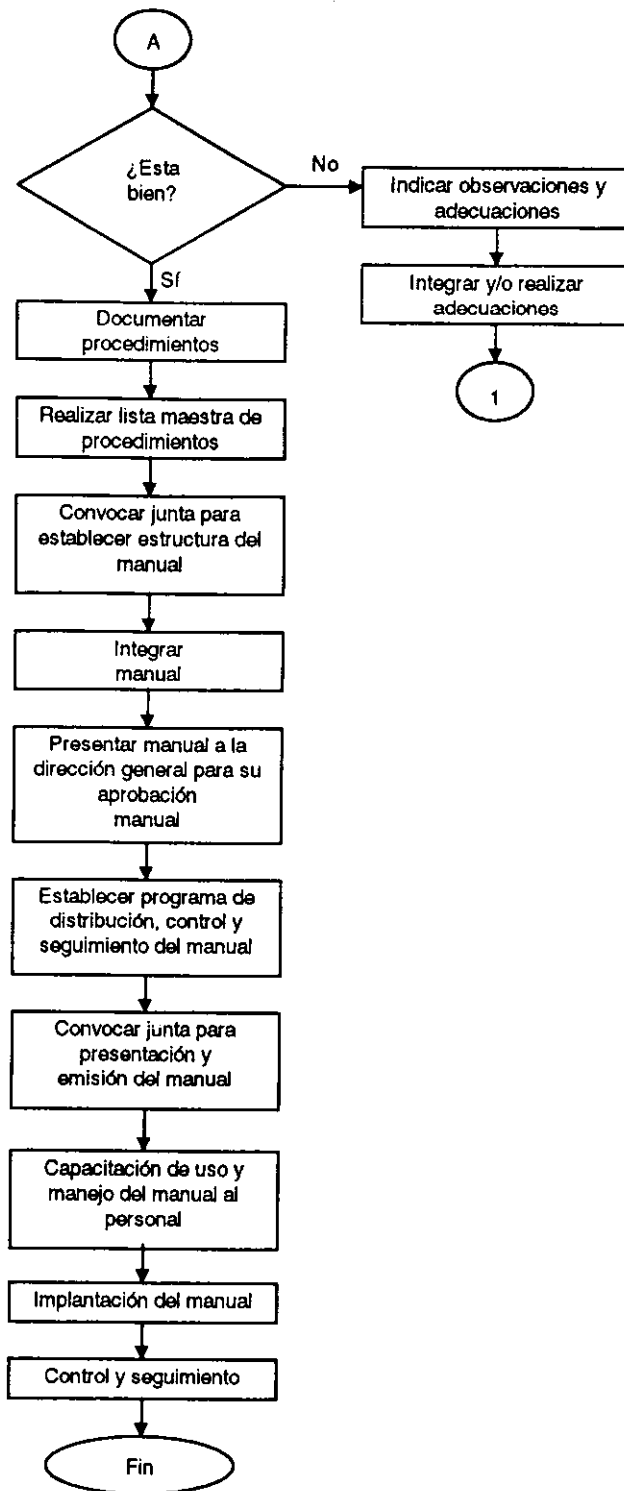 A
¿Esta
bien?
No
Indicar observaciones y
adecuaciones
Integrar y/o realizar
adecuaciones
1
Sí
Documentar
procedimientos
Realizar lista maestra de
procedimientos
Convocar junta para
establecer estructura del
manual
Integrar
manual
Presentar manual a la
dirección general para su
aprobación
manual
Establecer programa de
distribución, control y
seguimiento del manual
Convocar junta para
presentación y
emisión del manual
Capacitación de uso y
manejo del manual al
personal
Implantación del manual
Control y seguimiento
Fin